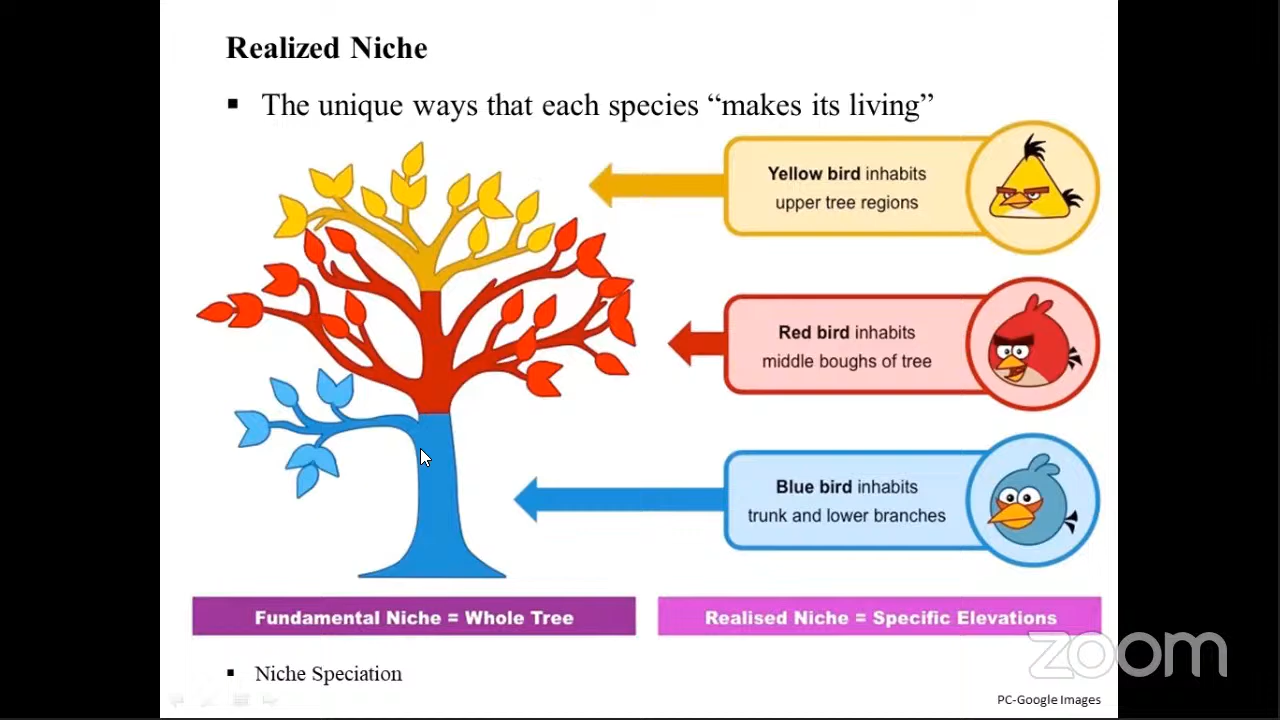 Realized Niche
▪ The unique ways that each species “makes its living”
Yellow bird inhabits
upper tree regions
Red bird inhabits
middle boughs of tree
Blue bird inhabits
trunk and lower branches
Fundamental Niche = Whole Tree
Realised Niche = Specific Elevations
▪ Niche Speciation
zoom
PC-Google Images